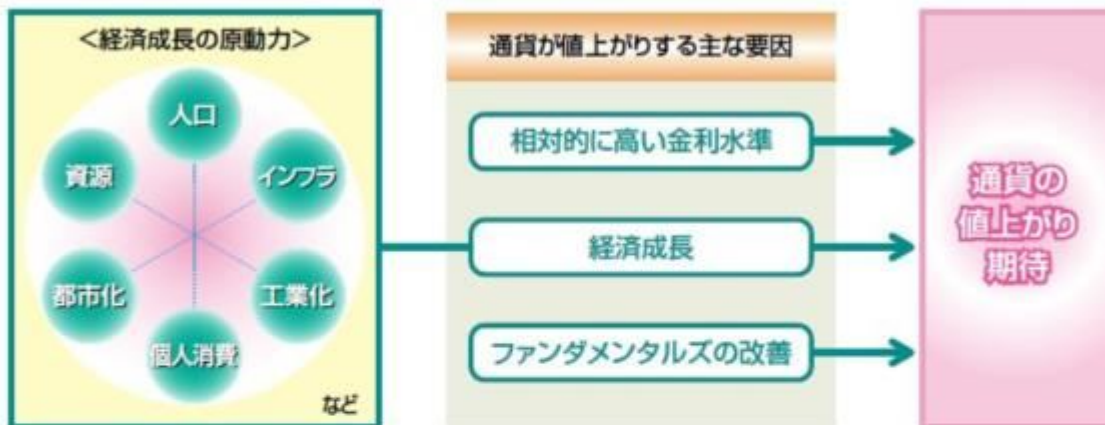 <経済成長の原動力>
人口
資源
インフラ
都市化
工業化
個人消費
など
通貨が値上がりする主な要因
相対的に高い金利水準
経済成長
ファンダメンタルズの改善
通貨の
値上がり
期待